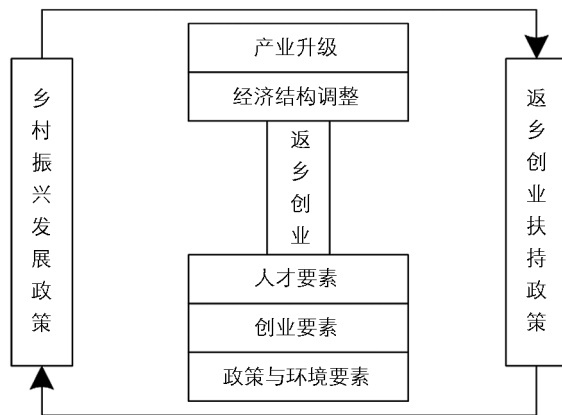 产业升级
经济结构调整
乡村振兴发展政策
返乡创业
返乡创业扶持政策
人才要素
创业要素
政策与环境要素